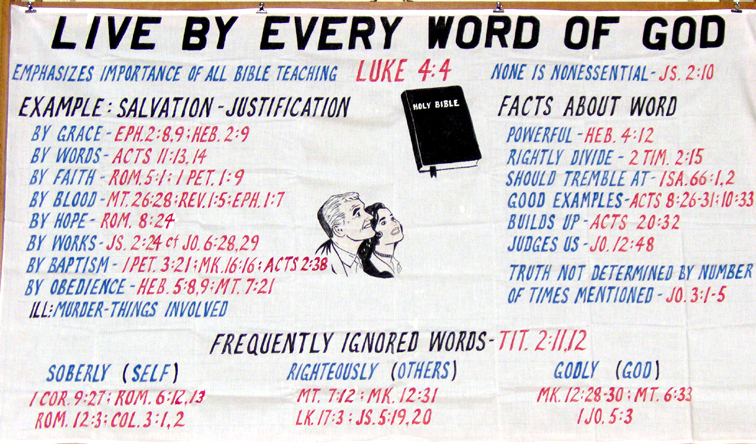 LIVE BY EVERY WORD OF GOD
EMPHASIZES IMPORTANCE OF ALL BIBLE TEACHING LUKE 4:4 NONE IS NONESSENTIAL - JS. 2:10
EXAMPLE: SALVATION - JUSTIFICATION
BY GRACE - EPH. 2:8,9; HEB. 2:9
BY WORDS - ACTS 11:13,14
BY FAITH - ROM. 5:1; 1 PET. 1:9
BY BLOOD - MT. 26:28; REV. 1:5; EPH. 1:7
BY HOPE - ROM. 8:24
BY WORKS - JS. 2:24 cf JO. 6:28,29
BY BAPTISM - 1 PET. 3:21; MK. 16:16; ACTS 2:38
BY OBEDIENCE - HEB. 5:8,9; MT. 7:21
ILL: MURDER - THINGS INVOLVED
HOLY BIBLE
FACTS ABOUT WORD
POWERFUL - HEB. 4:12
RIGHTLY DIVIDE - 2 TIM. 2:15
SHOULD TREMBLE AT - ISA. 66:1,2
GOOD EXAMPLES - ACTS 8:26-31; 10:33
BUILDS UP - ACTS 20:32
JUDGES US - JO. 12:48
TRUTH NOT DETERMINED BY NUMBER
OF TIMES MENTIONED - JO. 3:1-5
FREQUENTLY IGNORED WORDS - TIT. 2:11,12
SOBERLY (SELF)
1 COR. 9:27; ROM. 6:12,13
ROM. 12:3; COL. 3:1,2
RIGHTEOUSLY (OTHERS)
MT. 7:12; MK. 12:31
LK. 17:3; JS. 5:19,20
GODLY (GOD)
MK. 12:28-30; MT. 6:33
1 JO. 5:3